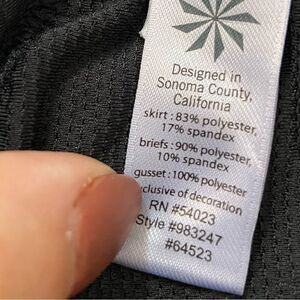 Designed in
Sonoma County,
California
skirt: 83% polyester,
17% spandex
briefs: 90% polyester,
10% spandex
gusset: 100% polyester
xclusive of decoration
RN #54023
Style #983247
#64523